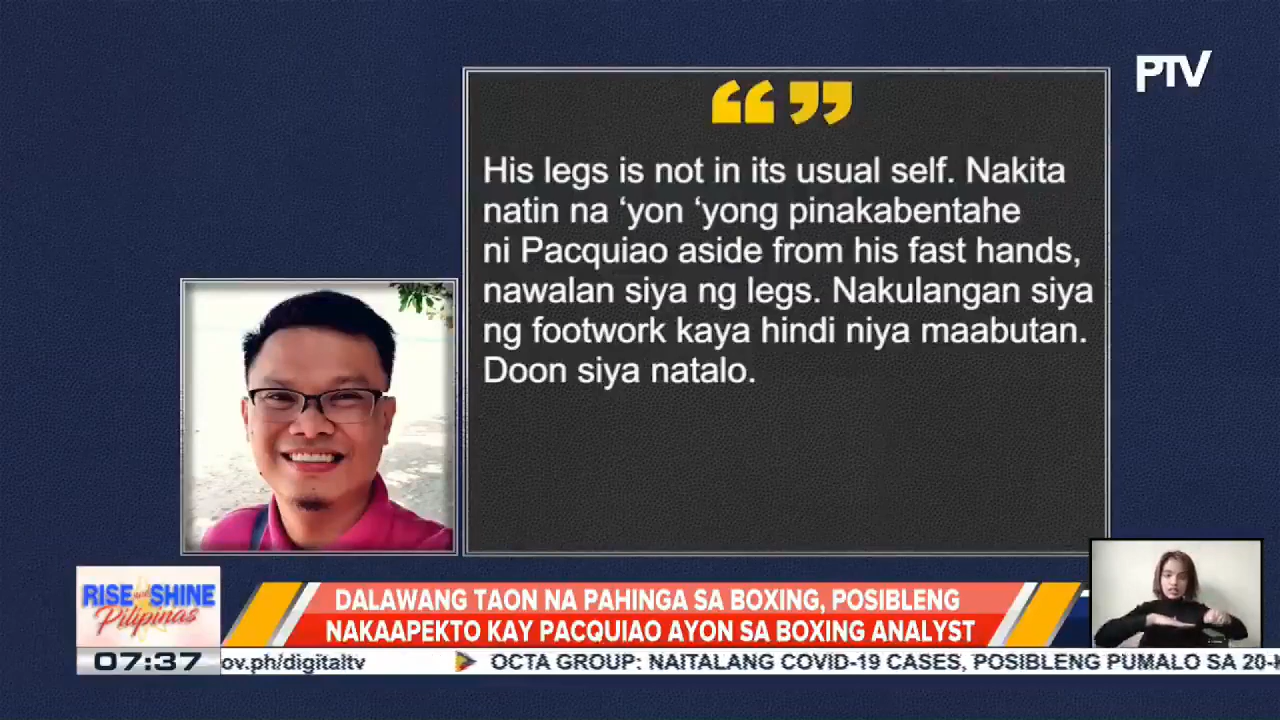 PTV
“ ”
His legs is not in its usual self. Nakita
natin na ‘yon ‘yong pinakabentahe
ni Pacquiao aside from his fast hands,
nawalan siya ng legs. Nakulangan siya
ng footwork kaya hindi niya maabutan.
Doon siya natalo.
RISE and SHINE
Pilipinas
DALAWANG TAON NA PAHINGA SA BOXING, POSIBLENG
NAKAAPEKTO KAY PACQUIAO AYON SA BOXING ANALYST
07:37
ov.ph/digitaltv
OCTA GROUP: NAITALANG COVID-19 CASES, POSIBLENG PUMALO SA 20-